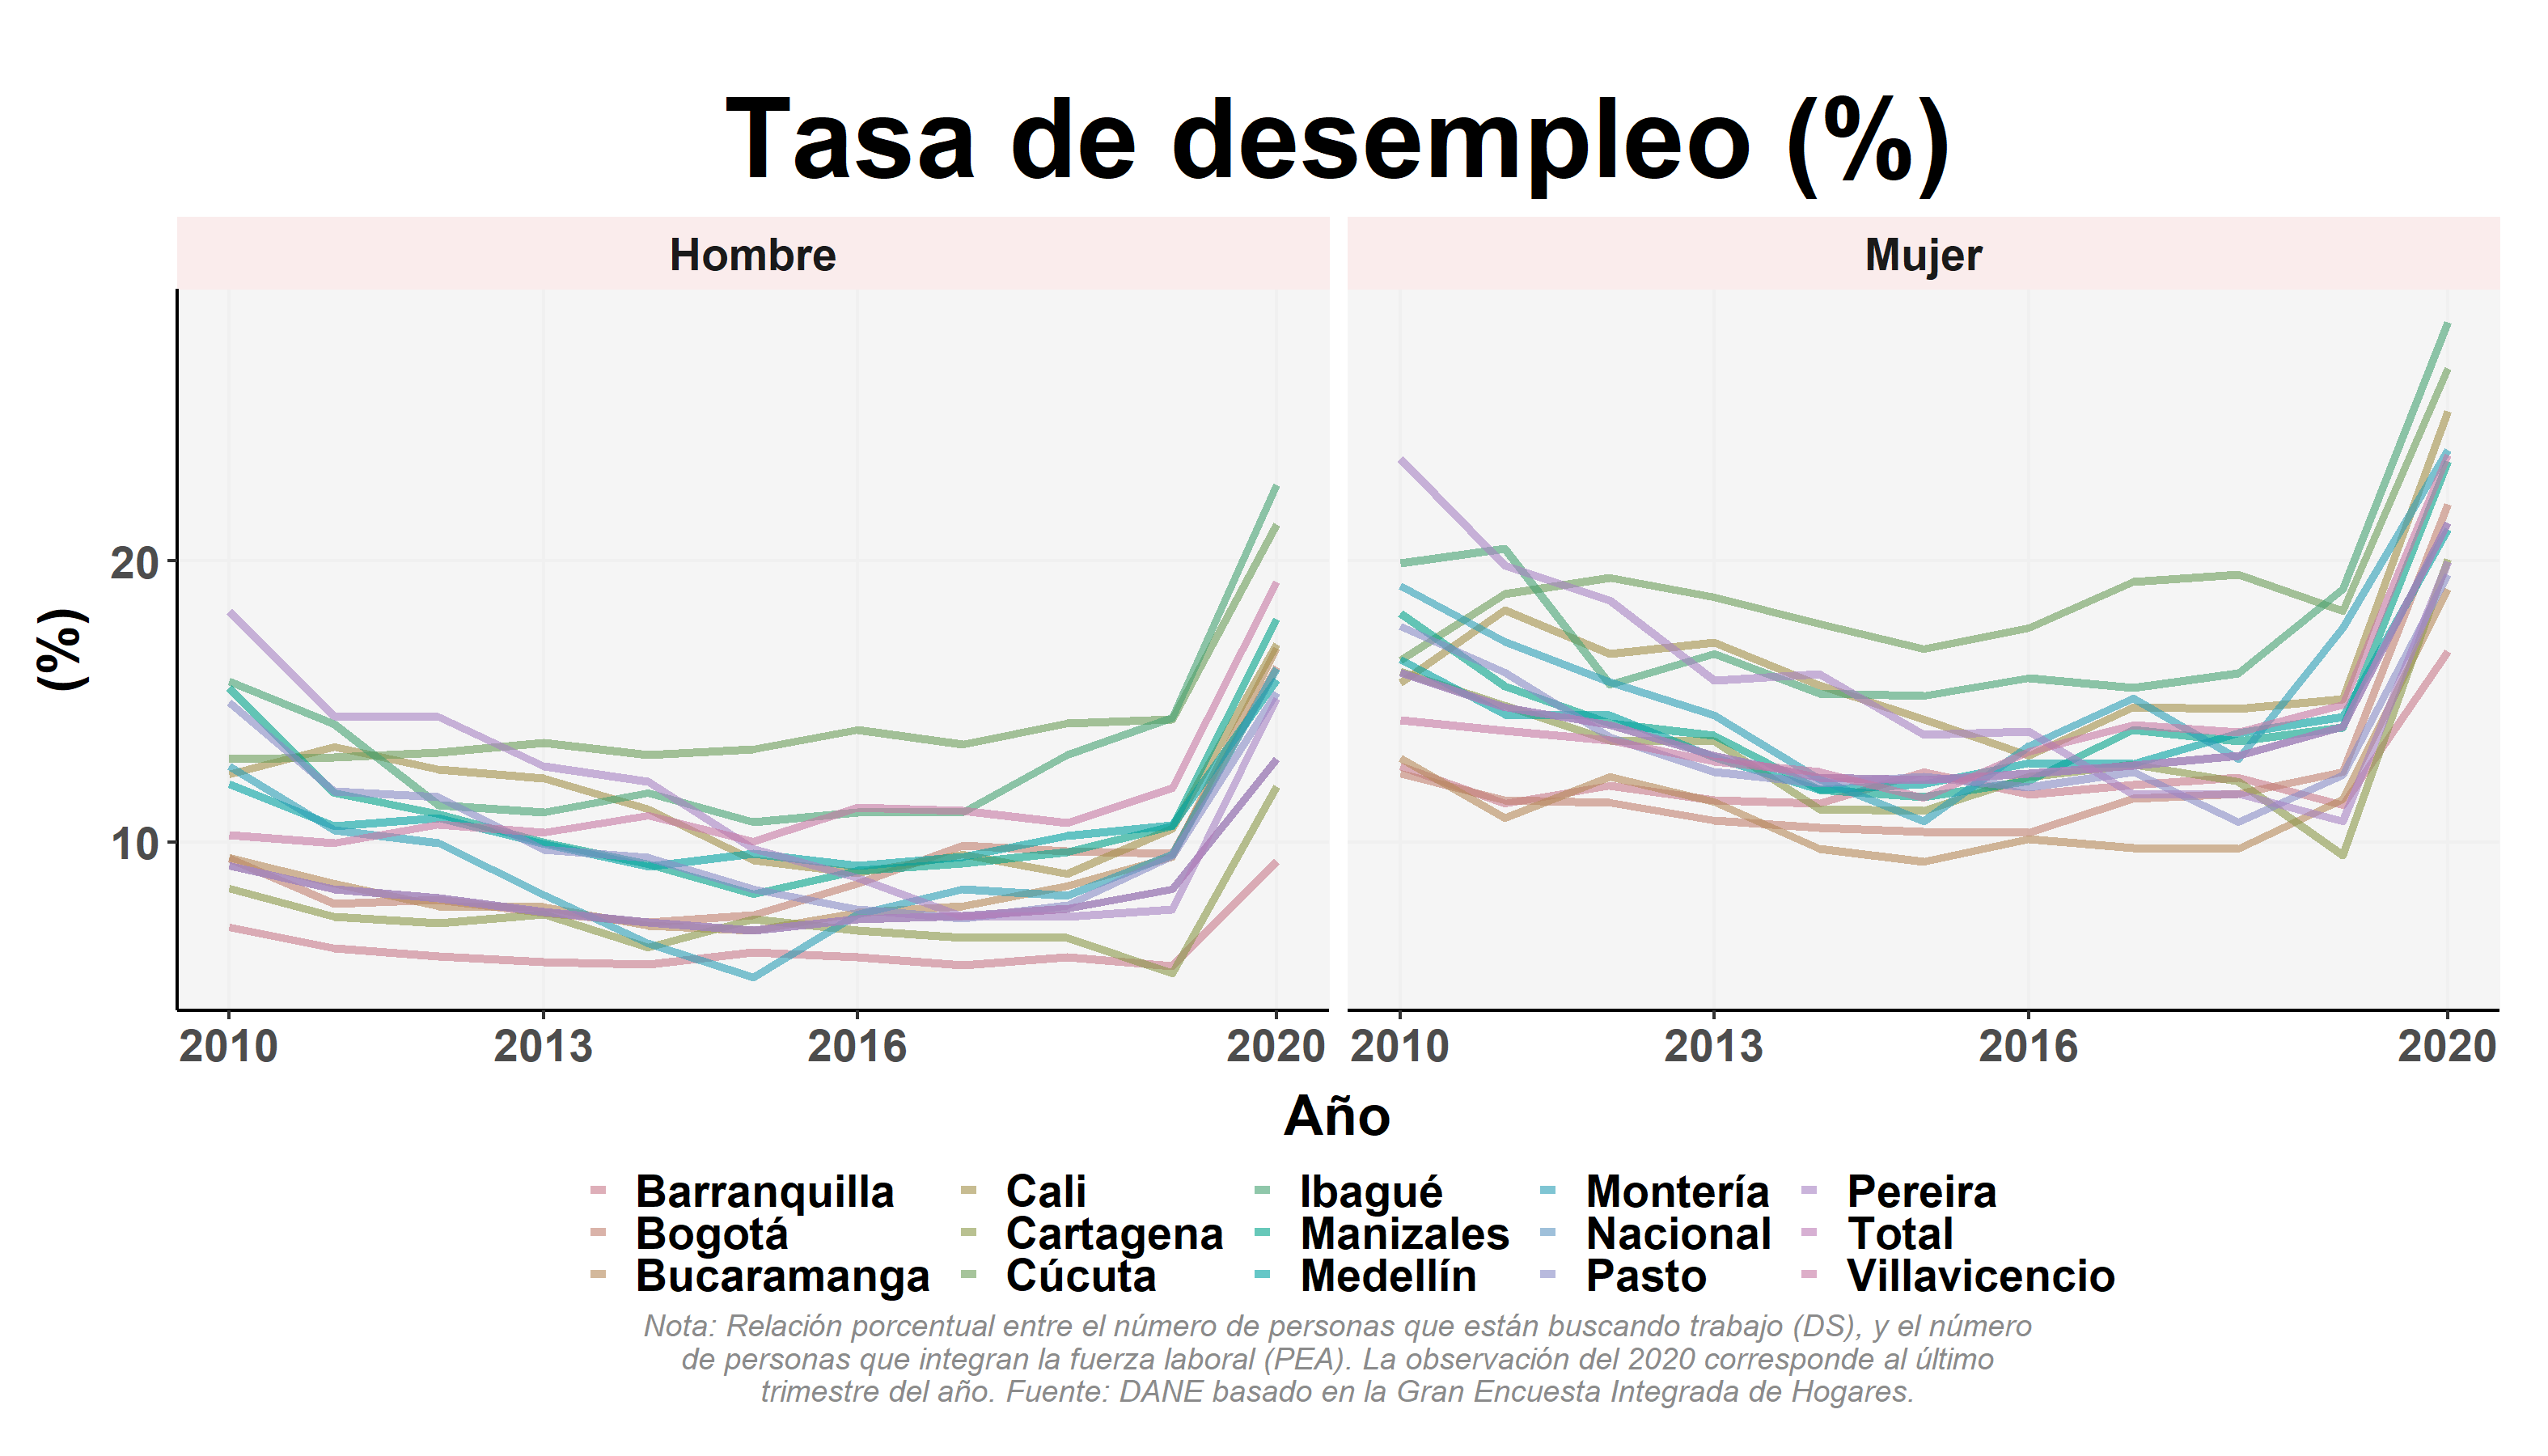 Tasa de desempleo (%)
Hombre
Mujer
(%)
20
10
2010 2013 2016 2020
2010 2013 2016 2020
Año
Barranquilla Cali Ibagué Montería Pereira
Bogotá Cartagena Manizales Nacional Total
Bucaramanga Cúcuta Medellín Pasto Villavicencio
Nota: Relación porcentual entre el número de personas que están buscando trabajo (DS), y el número
de personas que integran la fuerza laboral (PEA). La observación del 2020 corresponde al último
trimestre del año. Fuente: DANE basado en la Gran Encuesta Integrada de Hogares.